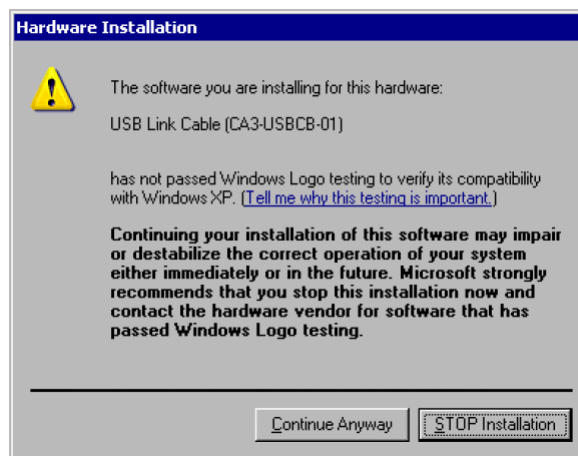 Hardware Installation
The software you are installing for this hardware:
USB Link Cable (CA3-USBCB-01)
has not passed Windows Logo testing to verify its compatibility
with Windows XP. (Tell me why this testing is important.)
Continuing your installation of this software may impair
or destabilize the correct operation of your system
either immediately or in the future. Microsoft strongly
recommends that you stop this installation now and
contact the hardware vendor for software that has
passed Windows Logo testing.
Continue Anyway
STOP Installation